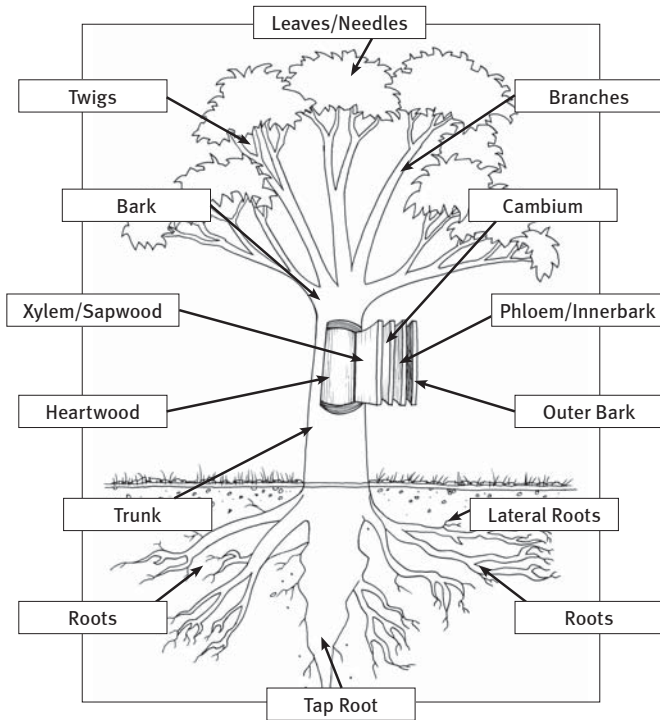 Leaves/Needles
Twigs
Branches
Bark
Cambium
Xylem/Sapwood
Phloem/Innerbark
Heartwood
Outer Bark
Trunk
Lateral Roots
Roots
Roots
Tap Root